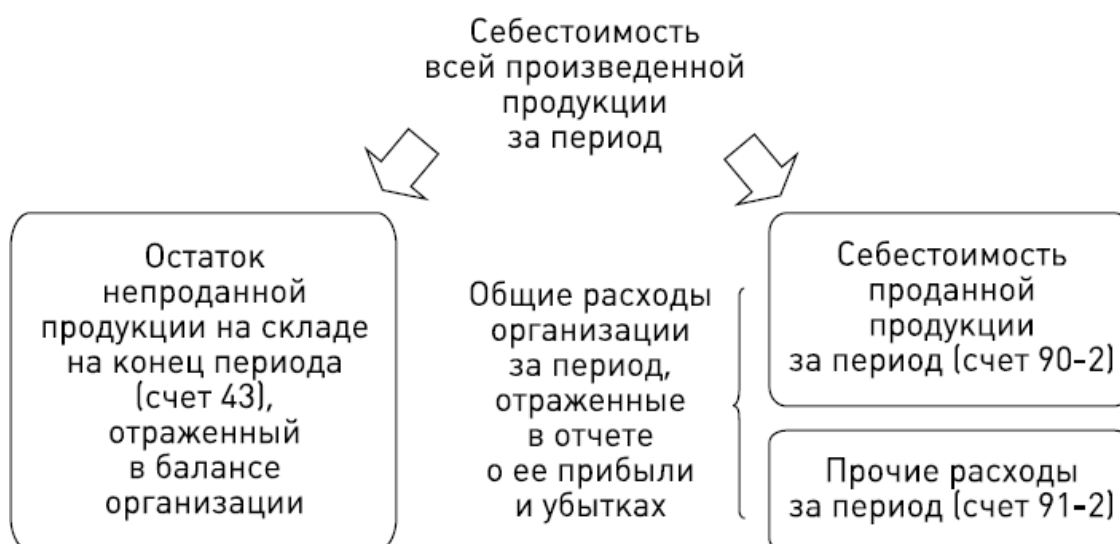 Себестоимость
всей произведенной
продукции
за период
Остаток
непроданной
продукции на складе
на конец периода
(счет 43),
отраженный
в балансе
организации
Общие расходы
организации
за период,
отраженные
в отчете
о ее прибыли
и убытках
Себестоимость
проданной
продукции
за период (счет 90-2)
Прочие расходы
за период (счет 91-2)